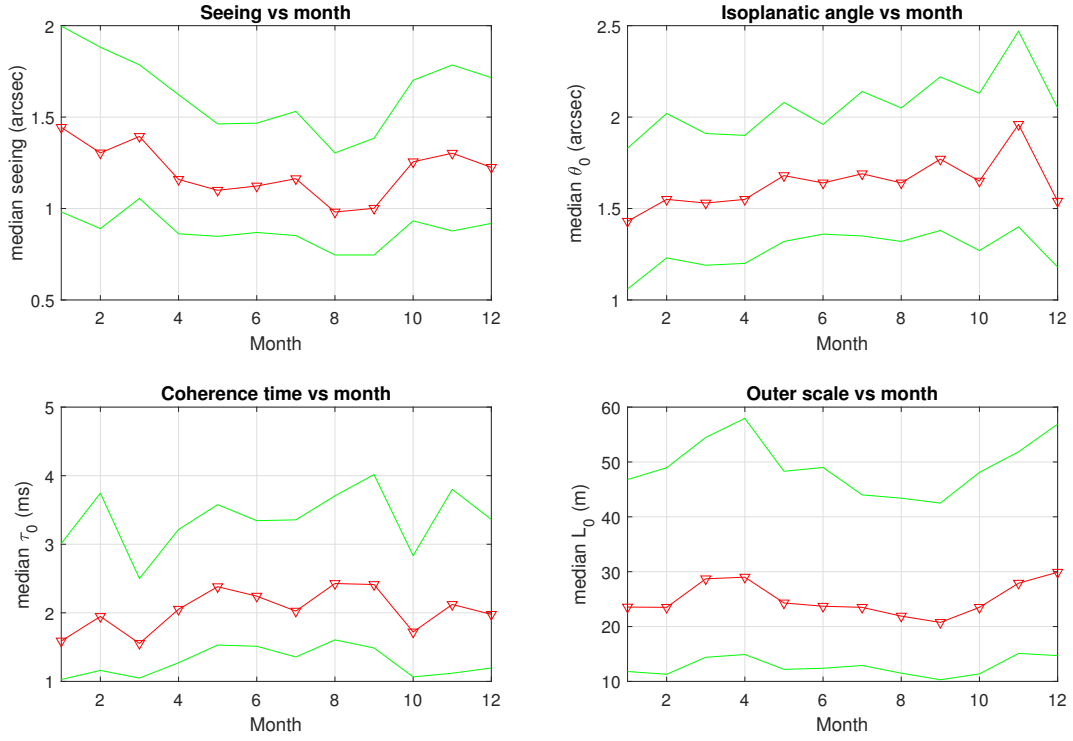 Seeing vs month
median seeing (arcsec)
2
1.5
1
0.5
2 4 6 8 10 12
Month
Isoplanatic angle vs month
median θ₀ (arcsec)
2.5
2
1.5
1
2 4 6 8 10 12
Month
Coherence time vs month
median τ₀ (ms)
5
4
3
2
1
2 4 6 8 10 12
Month
Outer scale vs month
median L₀ (m)
60
50
40
30
20
10
2 4 6 8 10 12
Month